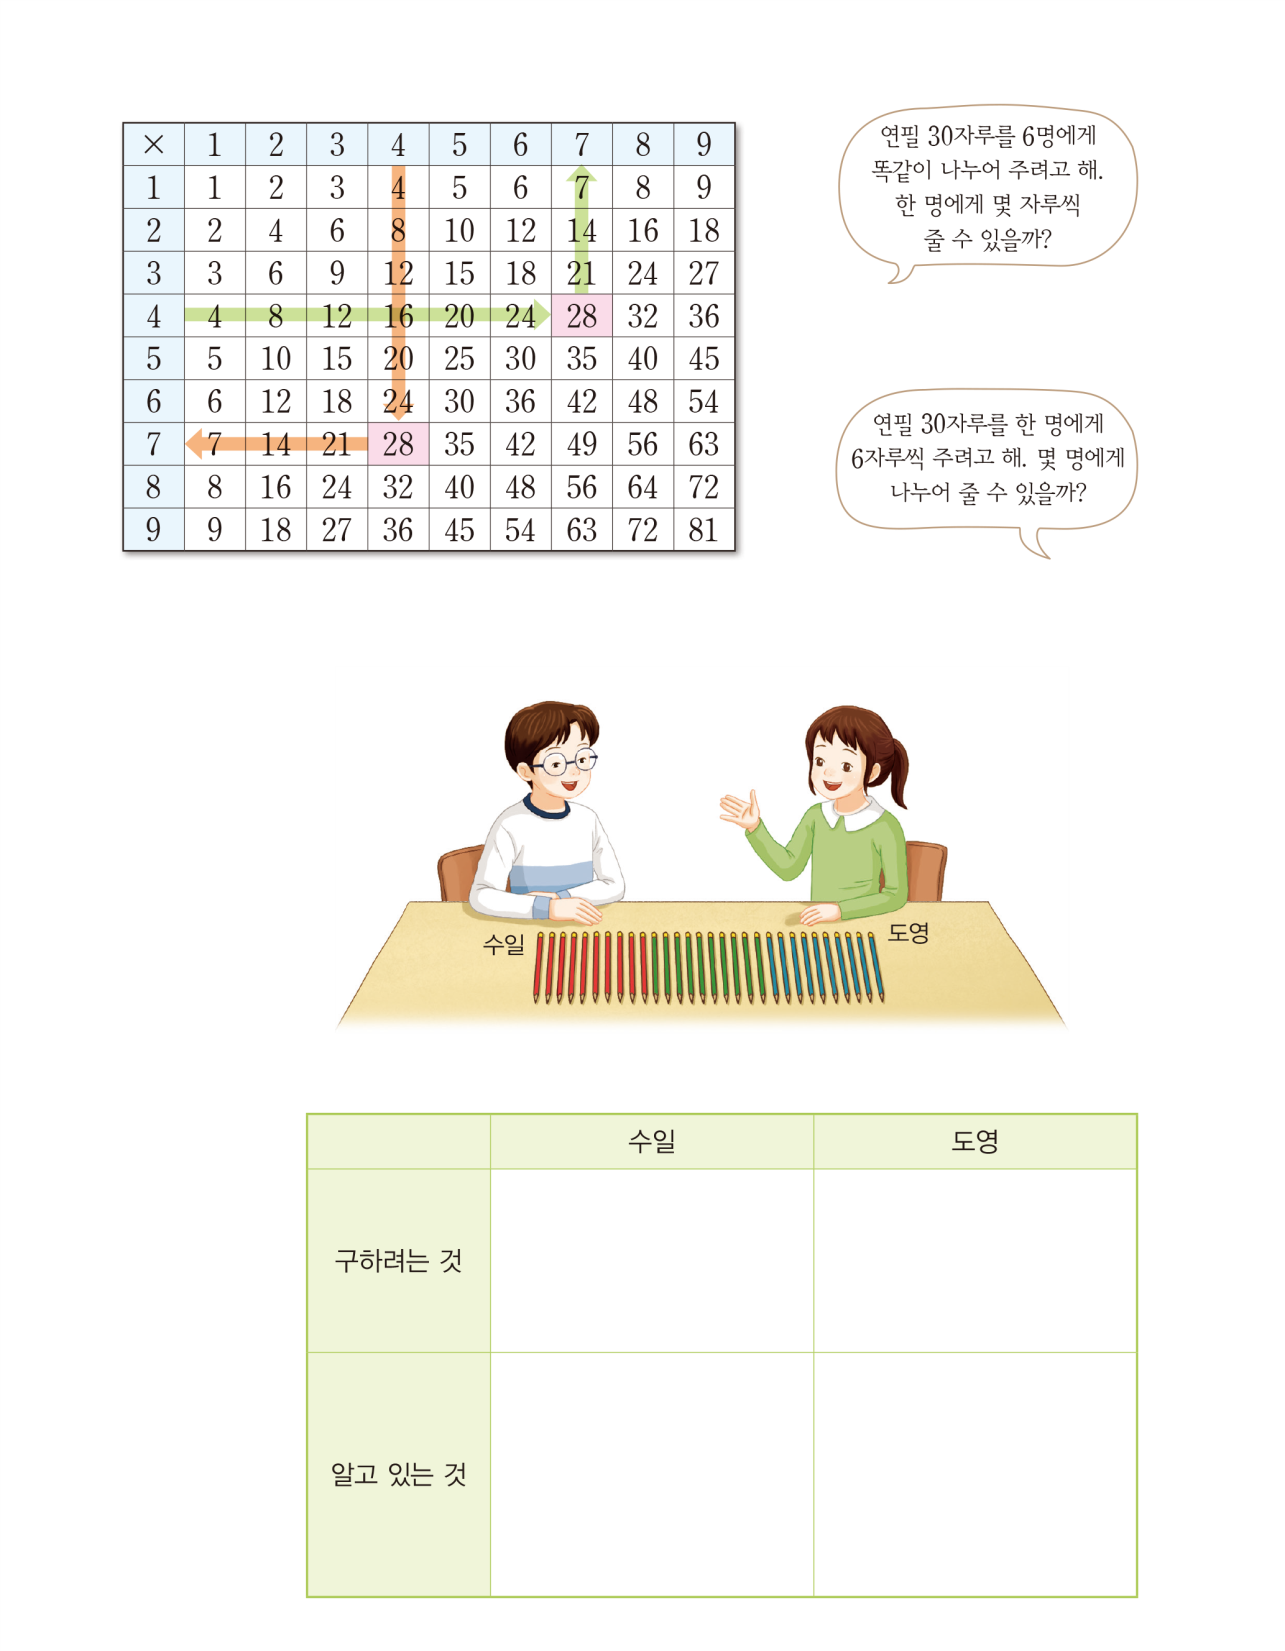 × 1 2 3 4 5 6 7 8 9
1 1 2 3 4 5 6 7 8 9
2 2 4 6 8 10 12 14 16 18
3 3 6 9 12 15 18 21 24 27
4 4 8 12 16 20 24 28 32 36
5 5 10 15 20 25 30 35 40 45
6 6 12 18 24 30 36 42 48 54
7 7 14 21 28 35 42 49 56 63
8 8 16 24 32 40 48 56 64 72
9 9 18 27 36 45 54 63 72 81
연필 30자루를 6명에게
똑같이 나누어 주려고 해.
한 명에게 몇 자루씩
줄 수 있을까?
연필 30자루를 한 명에게
6자루씩 주려고 해. 몇 명에게
나누어 줄 수 있을까?
수일
도영
수일 도영
구하려는 것
알고 있는 것